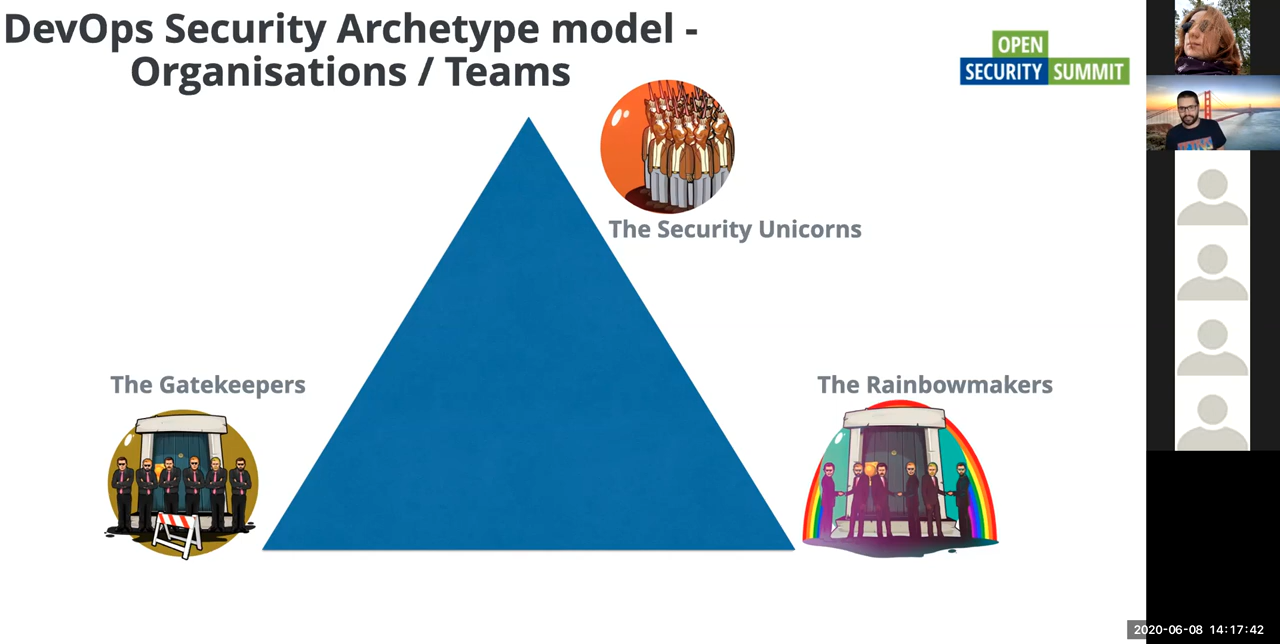 DevOps Security Archetype model -
Organisations / Teams
OPEN
SECURITY SUMMIT
The Security Unicorns
The Gatekeepers
The Rainbowmakers
2020-06-08 14:17:42